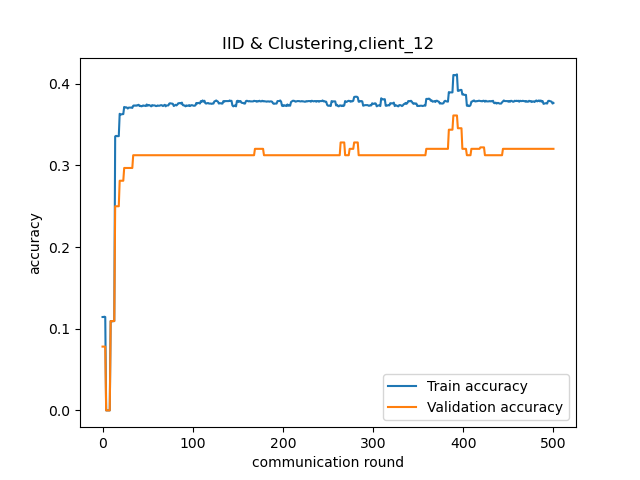 IID & Clustering,client_12
accuracy
0.4
0.3
0.2
0.1
0.0
Train accuracy
Validation accuracy
0 100 200 300 400 500
communication round